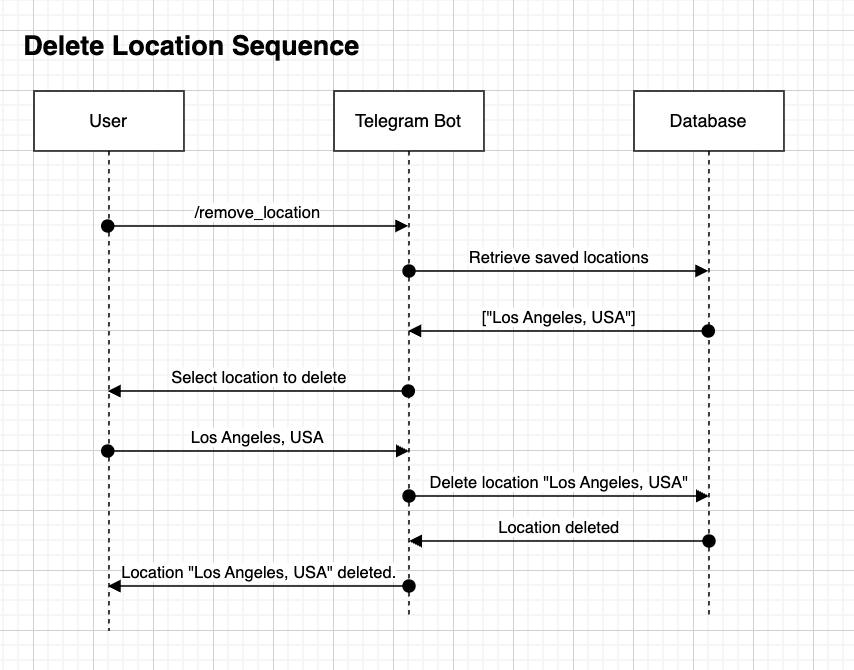 Delete Location Sequence
User
Telegram Bot
Database
/remove_location
Retrieve saved locations
["Los Angeles, USA"]
Select location to delete
Los Angeles, USA
Delete location "Los Angeles, USA"
Location deleted
Location "Los Angeles, USA" deleted.